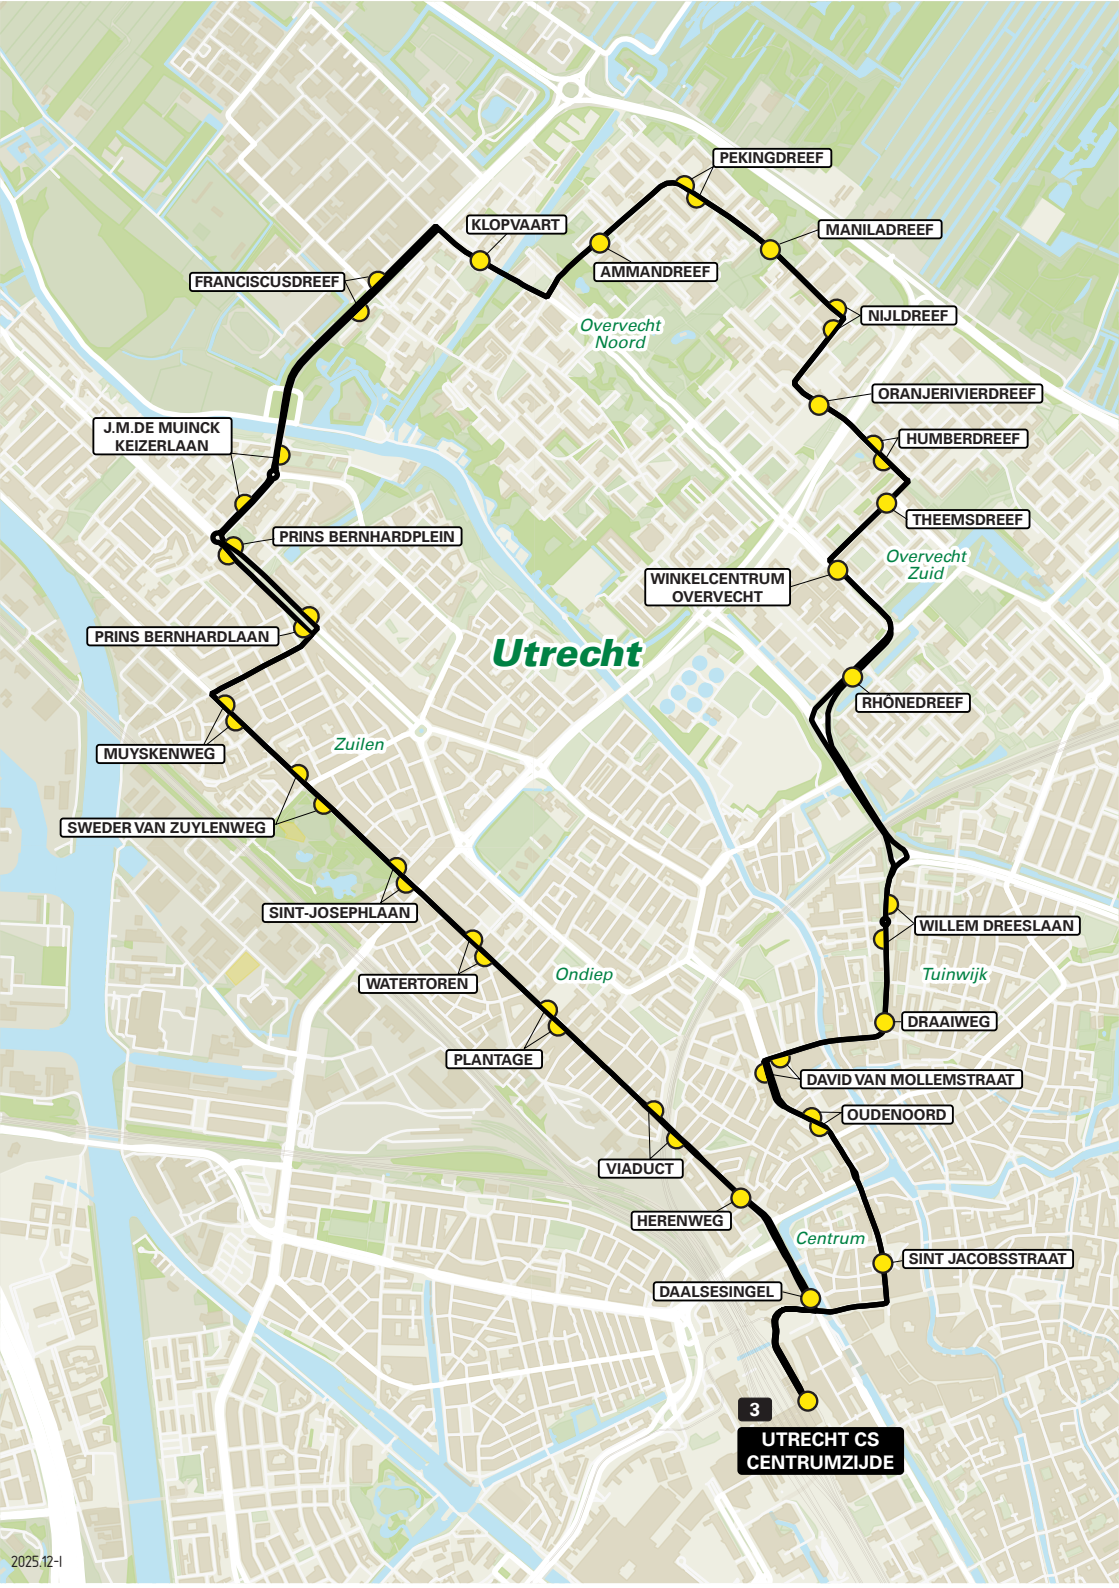 PEKINGDREEF
KLOPVAART
MANILADREEF
AMMANDREEF
FRANCISCUSDREEF
NIJLDREEF
Overvecht
Noord
ORANJERIVIERDREEF
J.M.DE MUINCK
KEIZERLAAN
HUMBERDREEF
THEEMSDREEF
PRINS BERNHARDPLEIN
Overvecht
Zuid
WINKELCENTRUM
OVERVECHT
PRINS BERNHARDLAAN
Utrecht
RHÔNEDREEF
Zuilen
MUYSKENWEG
SWEDER VAN ZUYLENWEG
SINT-JOSEPHLAAN
WILLEM DREESLAAN
Ondiep
Tuinwijk
WATERTOREN
DRAAIWEG
PLANTAGE
DAVID VAN MOLLEMSTRAAT
OUDENOORD
VIADUCT
HERENWEG
Centrum
SINT JACOBSSTRAAT
DAALSESINGEL
3
UTRECHT CS
CENTRUMZIJDE
2025.12-I